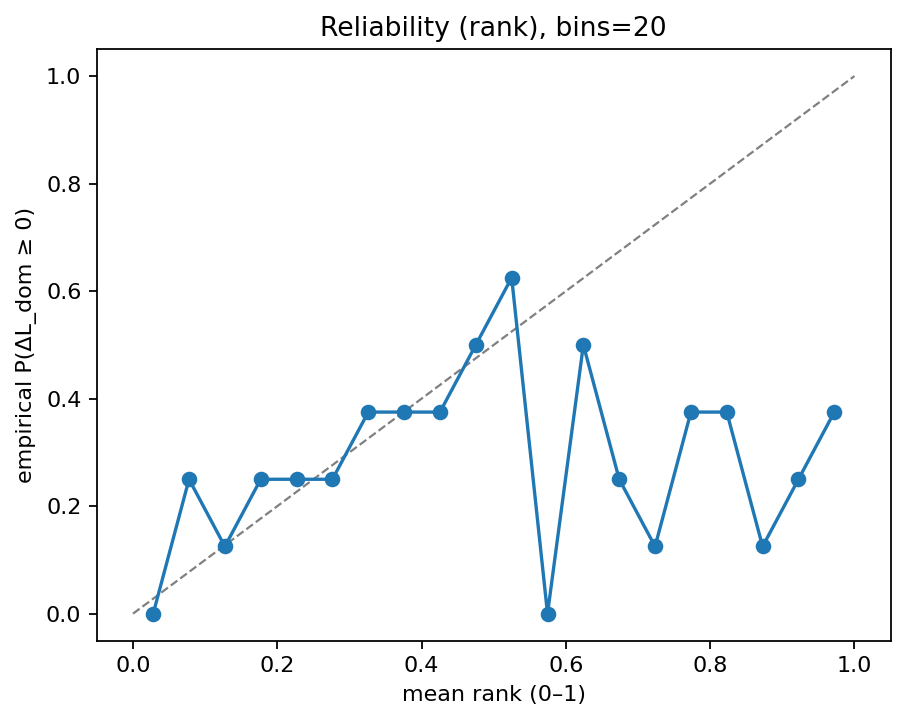 Reliability (rank), bins=20
empirical P(ΔL_dom ≥ 0)
1.0
0.8
0.6
0.4
0.2
0.0
0.0 0.2 0.4 0.6 0.8 1.0
mean rank (0–1)